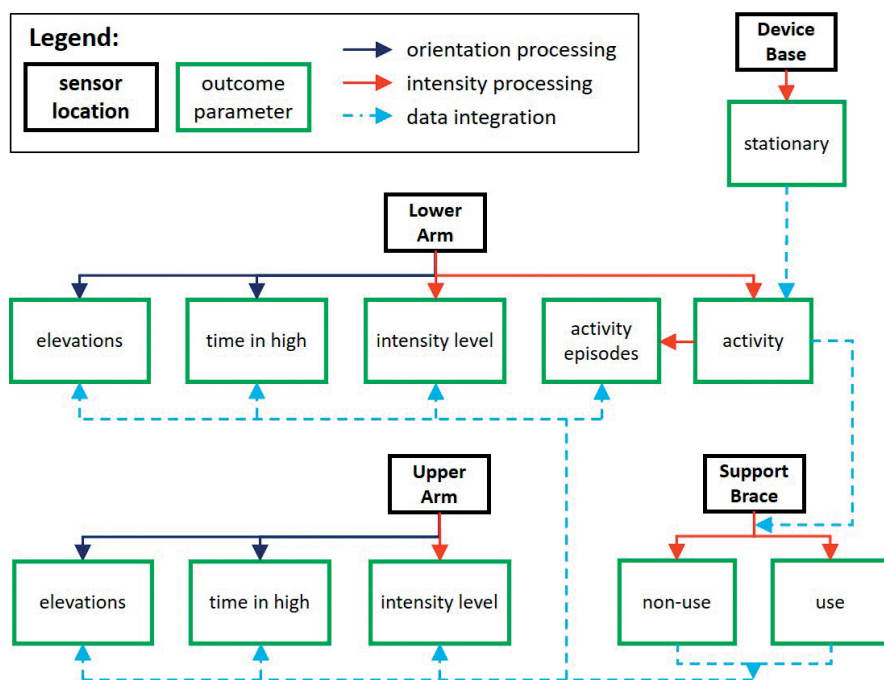 Legend:
sensor
location
outcome
parameter
orientation processing
intensity processing
data integration
Device
Base
stationary
Lower
Arm
elevations
time in high
intensity level
activity
episodes
activity
Upper
Arm
Support
Brace
elevations
time in high
intensity level
non-use
use